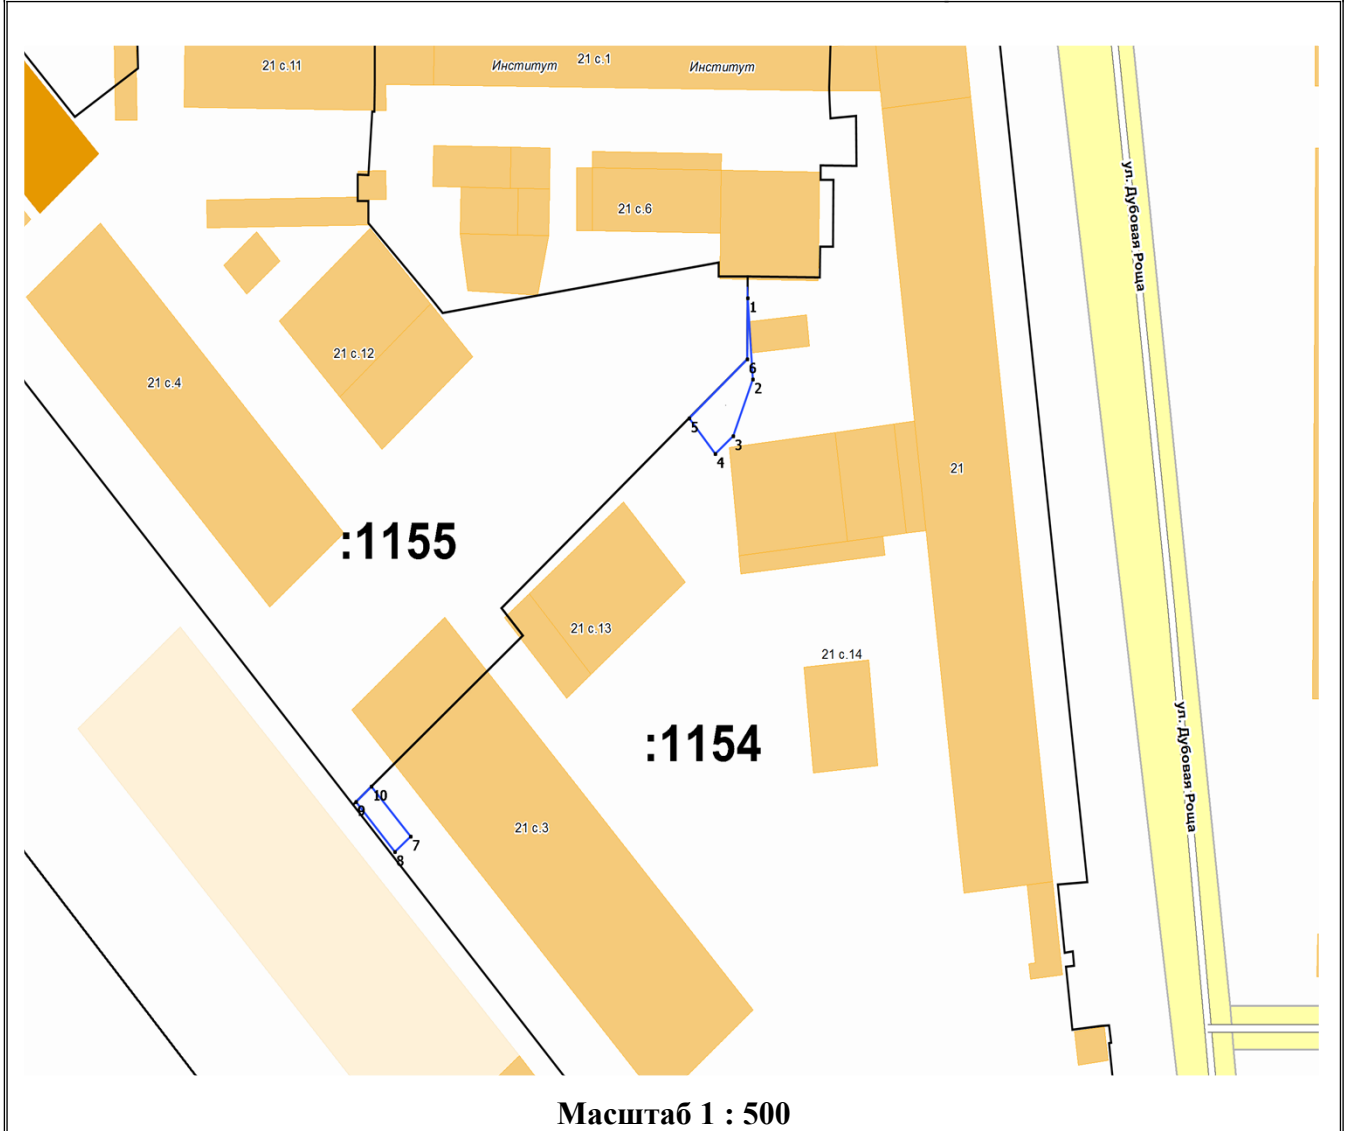 21 с.11
Институт
21 с.1
Институт
ул. Дубовая Роща
21 с.6
1
21 с.12
6
21 с.4
2
5
3
4
21
:1155
21 с.13
21 с.14
:1154
ул. Дубовая Роща
10
9
21 с.3
7
8
Масштаб 1 : 500